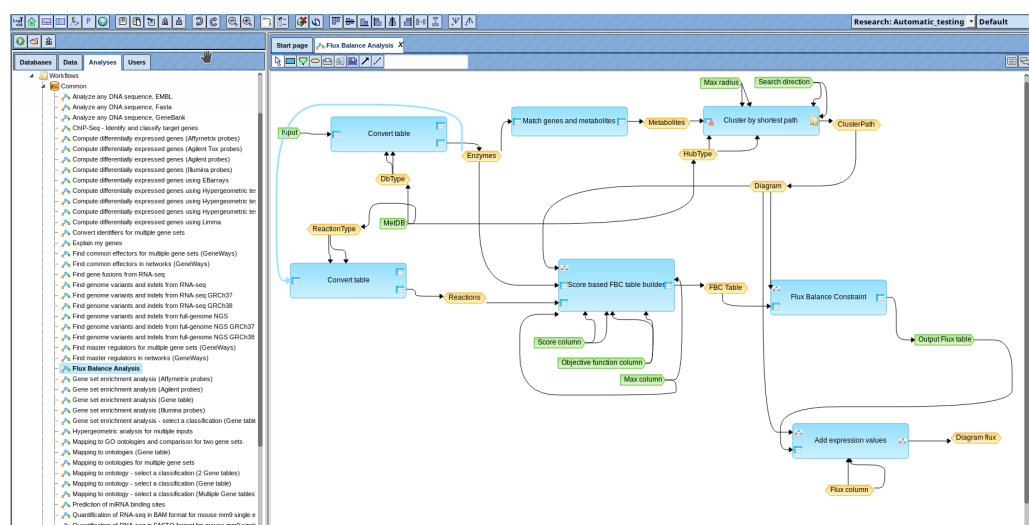 Research: Automatic_testing - Default
Databases Data Analyses Users
Start page Flux Balance Analysis X
Workflows
Common
Analyze any DNA sequence, EMBL
Analyze any DNA sequence, Fasta
Analyze any DNA sequence, GeneBank
ChIP-Seq - Identify and classify target genes
Compute differentially expressed genes (Affymetrix probes)
Compute differentially expressed genes (Agilent Tox probes)
Compute differentially expressed genes (Agilent probes)
Compute differentially expressed genes (Illumina probes)
Compute differentially expressed genes using EBarrays
Compute differentially expressed genes using Hypergeometric te
Compute differentially expressed genes using Hypergeometric te
Compute differentially expressed genes using Hypergeometric te
Compute differentially expressed genes using Limma
Convert identifiers for multiple gene sets
Explain my genes
Find common effectors for multiple gene sets (GeneWays)
Find common effectors in networks (GeneWays)
Find gene fusions from RNA-seq
Find genome variants and indels from RNA-seq
Find genome variants and indels from RNA-seq GRCh37
Find genome variants and indels from RNA-seq GRCh38
Find genome variants and indels from full-genome NGS
Find genome variants and indels from full-genome NGS GRCh37
Find genome variants and indels from full-genome NGS GRCh38
Find master regulators for multiple gene sets (GeneWays)
Find master regulators in networks (GeneWays)
Flux Balance Analysis
Gene set enrichment analysis (Affymetrix probes)
Gene set enrichment analysis (Agilent probes)
Gene set enrichment analysis (Gene table)
Gene set enrichment analysis (Illumina probes)
Gene set enrichment analysis - select a classification (Gene table
Hypergeometric analysis for multiple inputs
Mapping to GO ontologies and comparison for two gene sets
Mapping to ontologies (Gene table)
Mapping to ontologies for multiple gene sets
Mapping to ontology - select a classification (2 Gene tables)
Mapping to ontology - select a classification (Gene table)
Mapping to ontology - select a classification (Multiple Gene tables)
Prediction of miRNA binding sites
Quantification of RNA-seq in BAM format for mouse mm9 single e
Max radius
Search direction
Input
Convert table
Match genes and metabolites
Metabolites
Cluster by shortest path
ClusterPath
Enzymes
HubType
DbType
Diagram
MetDB
ReactionType
Convert table
Reactions
Score based FBC table builder
FBC Table
Flux Balance Constraint
Output Flux table
Score column
Objective function column
Max column
Add expression values
Diagram flux
Flux column